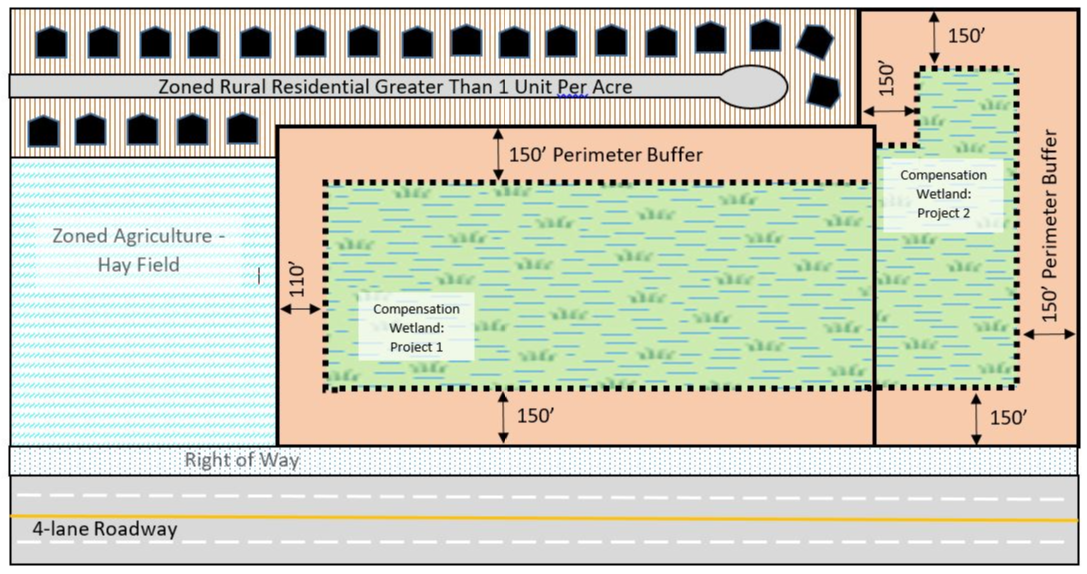 Zoned Rural Residential Greater Than 1 Unit Per Acre
150’
150’
150’ Perimeter Buffer
Compensation
Wetland:
Project 2
150’ Perimeter Buffer
Zoned Agriculture -
Hay Field
110’
Compensation
Wetland:
Project 1
150’
150’
Right of Way
4-lane Roadway